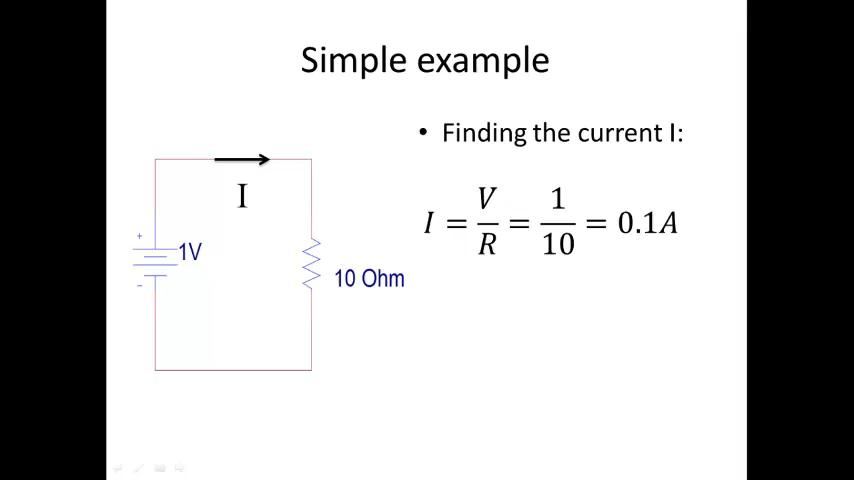 Simple example
• Finding the current I:
I = V/R = 1/10 = 0.1A
I
+
1V
−
10 Ohm